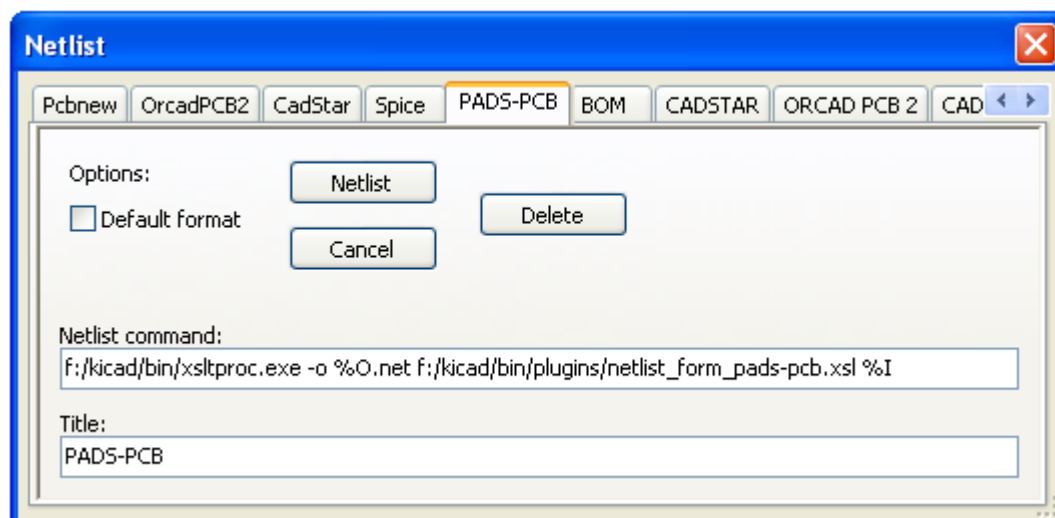 Netlist
Pcbnew OrcadPCB2 CadStar Spice PADS-PCB BOM CADSTAR ORCAD PCB 2 CAD
Options:
Netlist
Default format
Delete
Cancel
Netlist command:
f:/kicad/bin/xsltproc.exe -o %O.net f:/kicad/bin/plugins/netlist_form_pads-pcb.xsl %I
Title:
PADS-PCB